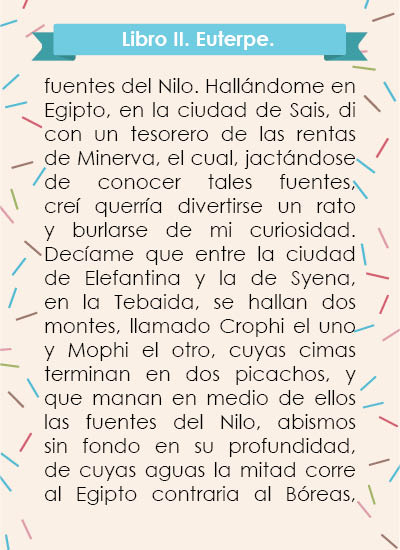 Libro II. Euterpe.
fuentes del Nilo. Hallándome en
Egipto, en la ciudad de Sais, di
con un tesorero de las rentas
de Minerva, el cual, jactándose
de conocer tales fuentes,
creí querría divertirse un rato
y burlarse de mi curiosidad.
Decíame que entre la ciudad
de Elefantina y la de Syena,
en la Tebaida, se hallan dos
montes, llamado Crophi el uno
y Mophi el otro, cuyas cimas
terminan en dos picachos, y
que manan en medio de ellos
las fuentes del Nilo, abismos
sin fondo en su profundidad,
de cuyas aguas la mitad corre
al Egipto contraria al Bóreas,